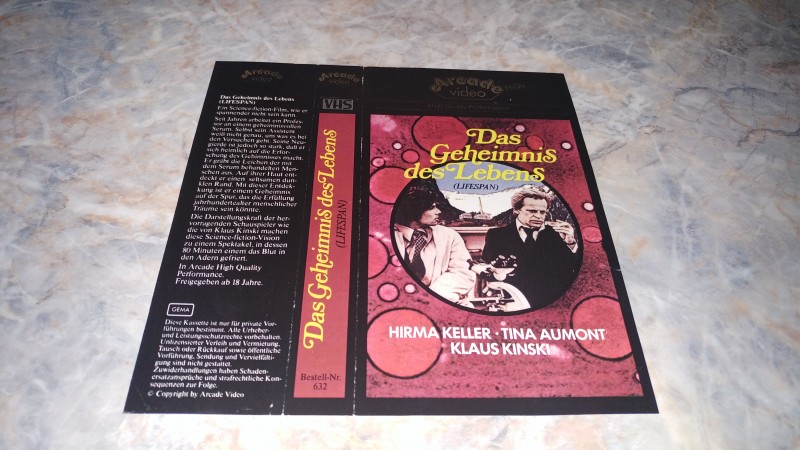 Arcade
video
Das Geheimnis des Lebens
(LIFESPAN)
Ein Science-fiction-Film, wie er
spannender nicht sein kann.
Seit Jahren arbeitet ein Profes-
sor an einem geheimnisvollen
Serum. Selbst sein Assistent
weiß nicht genau, um was es bei
den Versuchen geht. Seine Neu-
gierde ist jedoch so stark, daß er
sich heimlich auf die Erfor-
schung des Geheimnisses macht.
Er gräbt die Leichen der mit
dem Serum behandelten Men-
schen aus. Auf ihrer Haut ent-
deckt er einen seltsamen dunk-
len Rand. Mit dieser Entdek-
kung ist er einem Geheimnis
auf der Spur, das die Erfüllung
jahrhundertealter menschlicher
Träume sein könnte.
Die Darstellungskraft der her-
vorragenden Schauspieler wie
die von Klaus Kinski machen
diese Science-fiction-Vision
zu einem Spektakel, in dessen
80 Minuten einem das Blut in
den Adern gefriert.
In Arcade High Quality
Performance.
Freigegeben ab 18 Jahre.
GEMA
Diese Kassette ist nur für private Vor-
führungen bestimmt. Alle Urheber-
und Leistungsschutzrechte vorbehalten.
Unlizensierter Verleih und Vermietung,
Tausch oder Rückkauf sowie öffentliche
Vorführung, Sendung und Vervielfälti-
gung sind nicht gestattet.
Zuwiderhandlungen haben Schaden-
ersatzansprüche und strafrechtliche Kon-
sequenzen zur Folge.
© Copyright by Arcade Video
Arcade
video
VHS
Das Geheimnis des Lebens
(LIFESPAN)
Bestell-Nr.
632
Arcade
video
Das
Geheimnis
des Lebens
(LIFESPAN)
HIRMA KELLER · TINA AUMONT
KLAUS KINSKI